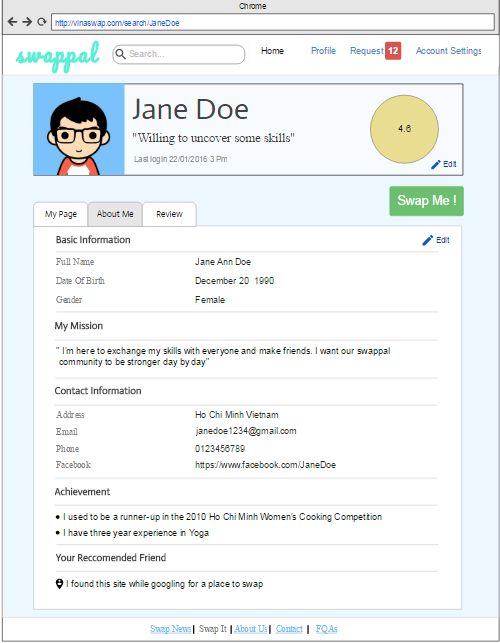 Chrome
http://vinaswap.com/search/JaneDoe
swappal Search... Home Profile Request 12 Account Settings
Jane Doe
"Willing to uncover some skills"
Last log in 22/01/2016 3 Pm
4.6
Edit
Swap Me !
My Page About Me Review
Basic Information Edit
Full Name Jane Ann Doe
Date Of Birth December 20 1990
Gender Female
My Mission
" I'm here to exchange my skills with everyone and make friends. I want our swappal
community to be stronger day by day"
Contact Information
Address Ho Chi Minh Vietnam
Email janedoe1234@gmail.com
Phone 0123456789
Facebook https://www.facebook.com/JaneDoe
Achievement
• I used to be a runner-up in the 2010 Ho Chi Minh Women's Cooking Competition
• I have three year experience in Yoga
Your Reccomended Friend
I found this site while googling for a place to swap
Swap News | Swap It | About Us | Contact | FQAs